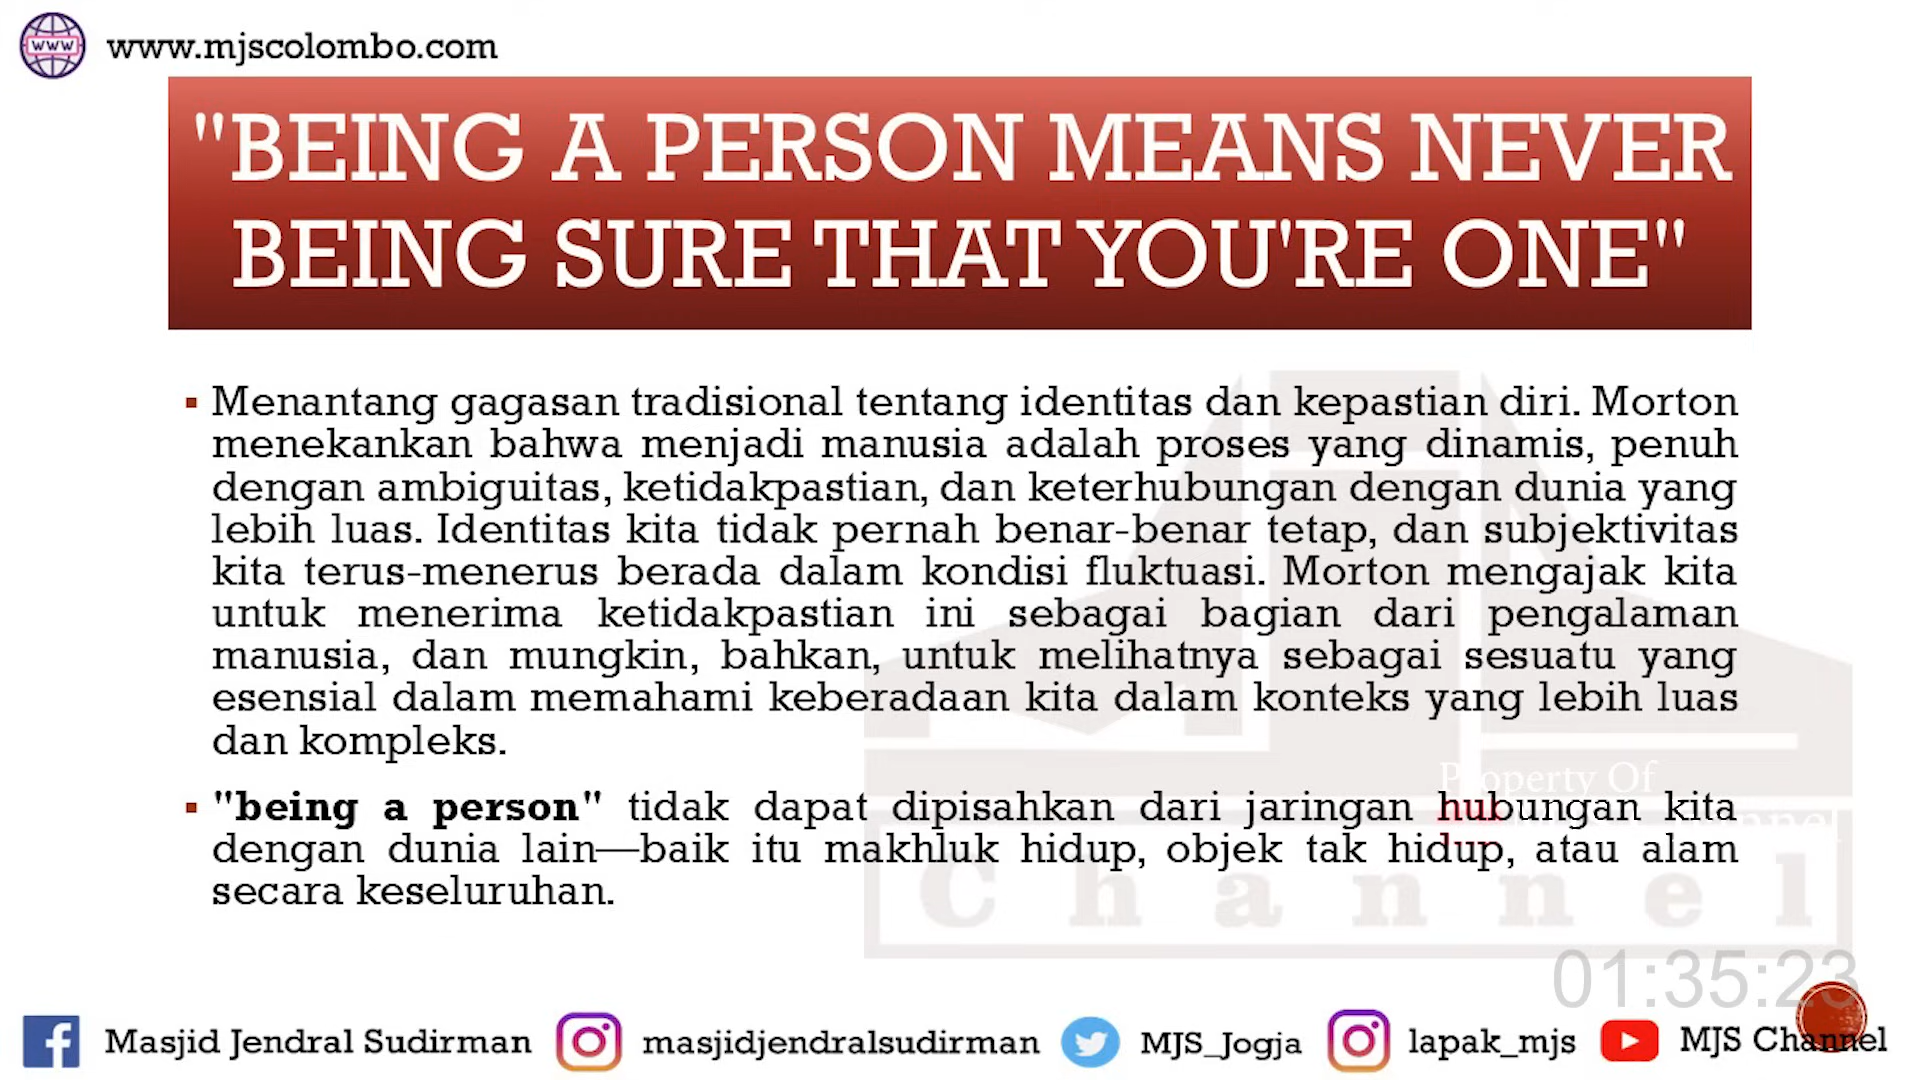 www
www.mjscolombo.com
"BEING A PERSON MEANS NEVER
BEING SURE THAT YOU'RE ONE"
▪ Menantang gagasan tradisional tentang identitas dan kepastian diri. Morton
menekankan bahwa menjadi manusia adalah proses yang dinamis, penuh
dengan ambiguitas, ketidakpastian, dan keterhubungan dengan dunia yang
lebih luas. Identitas kita tidak pernah benar-benar tetap, dan subjektivitas
kita terus-menerus berada dalam kondisi fluktuasi. Morton mengajak kita
untuk menerima ketidakpastian ini sebagai bagian dari pengalaman
manusia, dan mungkin, bahkan, untuk melihatnya sebagai sesuatu yang
esensial dalam memahami keberadaan kita dalam konteks yang lebih luas
dan kompleks.
Property Of
▪ "being a person" tidak dapat dipisahkan dari jaringan hubungan kita
dengan dunia lain—baik itu makhluk hidup, objek tak hidup, atau alam
secara keseluruhan.
Channel
01:35:23
Masjid Jendral Sudirman masjidjendralsudirman MJS_Jogja lapak_mjs MJS Channel